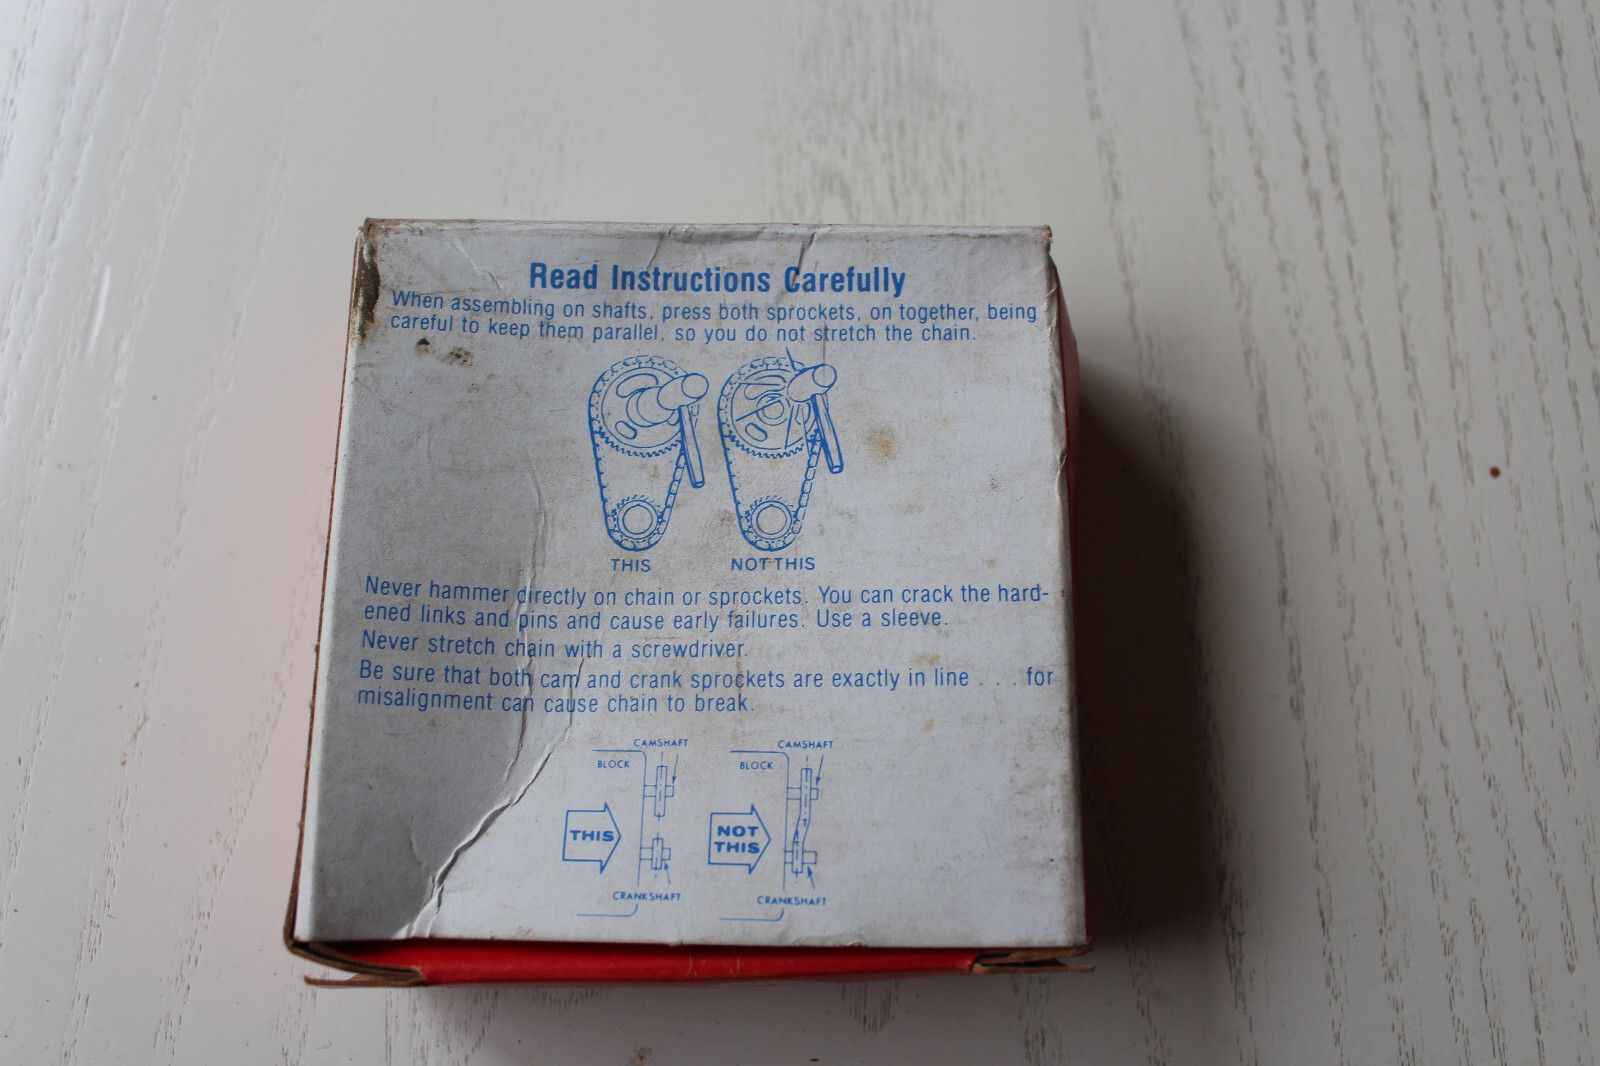 Read Instructions Carefully
When assembling on shafts, press both sprockets, on together, being
careful to keep them parallel, so you do not stretch the chain.
THIS NOT THIS
Never hammer directly on chain or sprockets. You can crack the hard-
ened links and pins and cause early failures. Use a sleeve.
Never stretch chain with a screwdriver.
Be sure that both cam and crank sprockets are exactly in line . . . for
misalignment can cause chain to break.
CAMSHAFT CAMSHAFT
BLOCK BLOCK
THIS NOT
THIS
CRANKSHAFT CRANKSHAFT